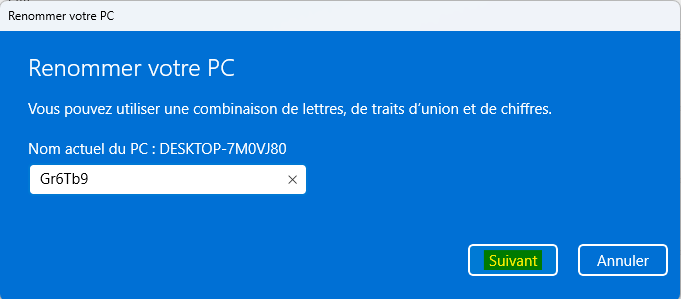 Renommer votre PC
Renommer votre PC
Vous pouvez utiliser une combinaison de lettres, de traits d’union et de chiffres.
Nom actuel du PC : DESKTOP-7M0VJ80
Gr6Tb9
Suivant Annuler